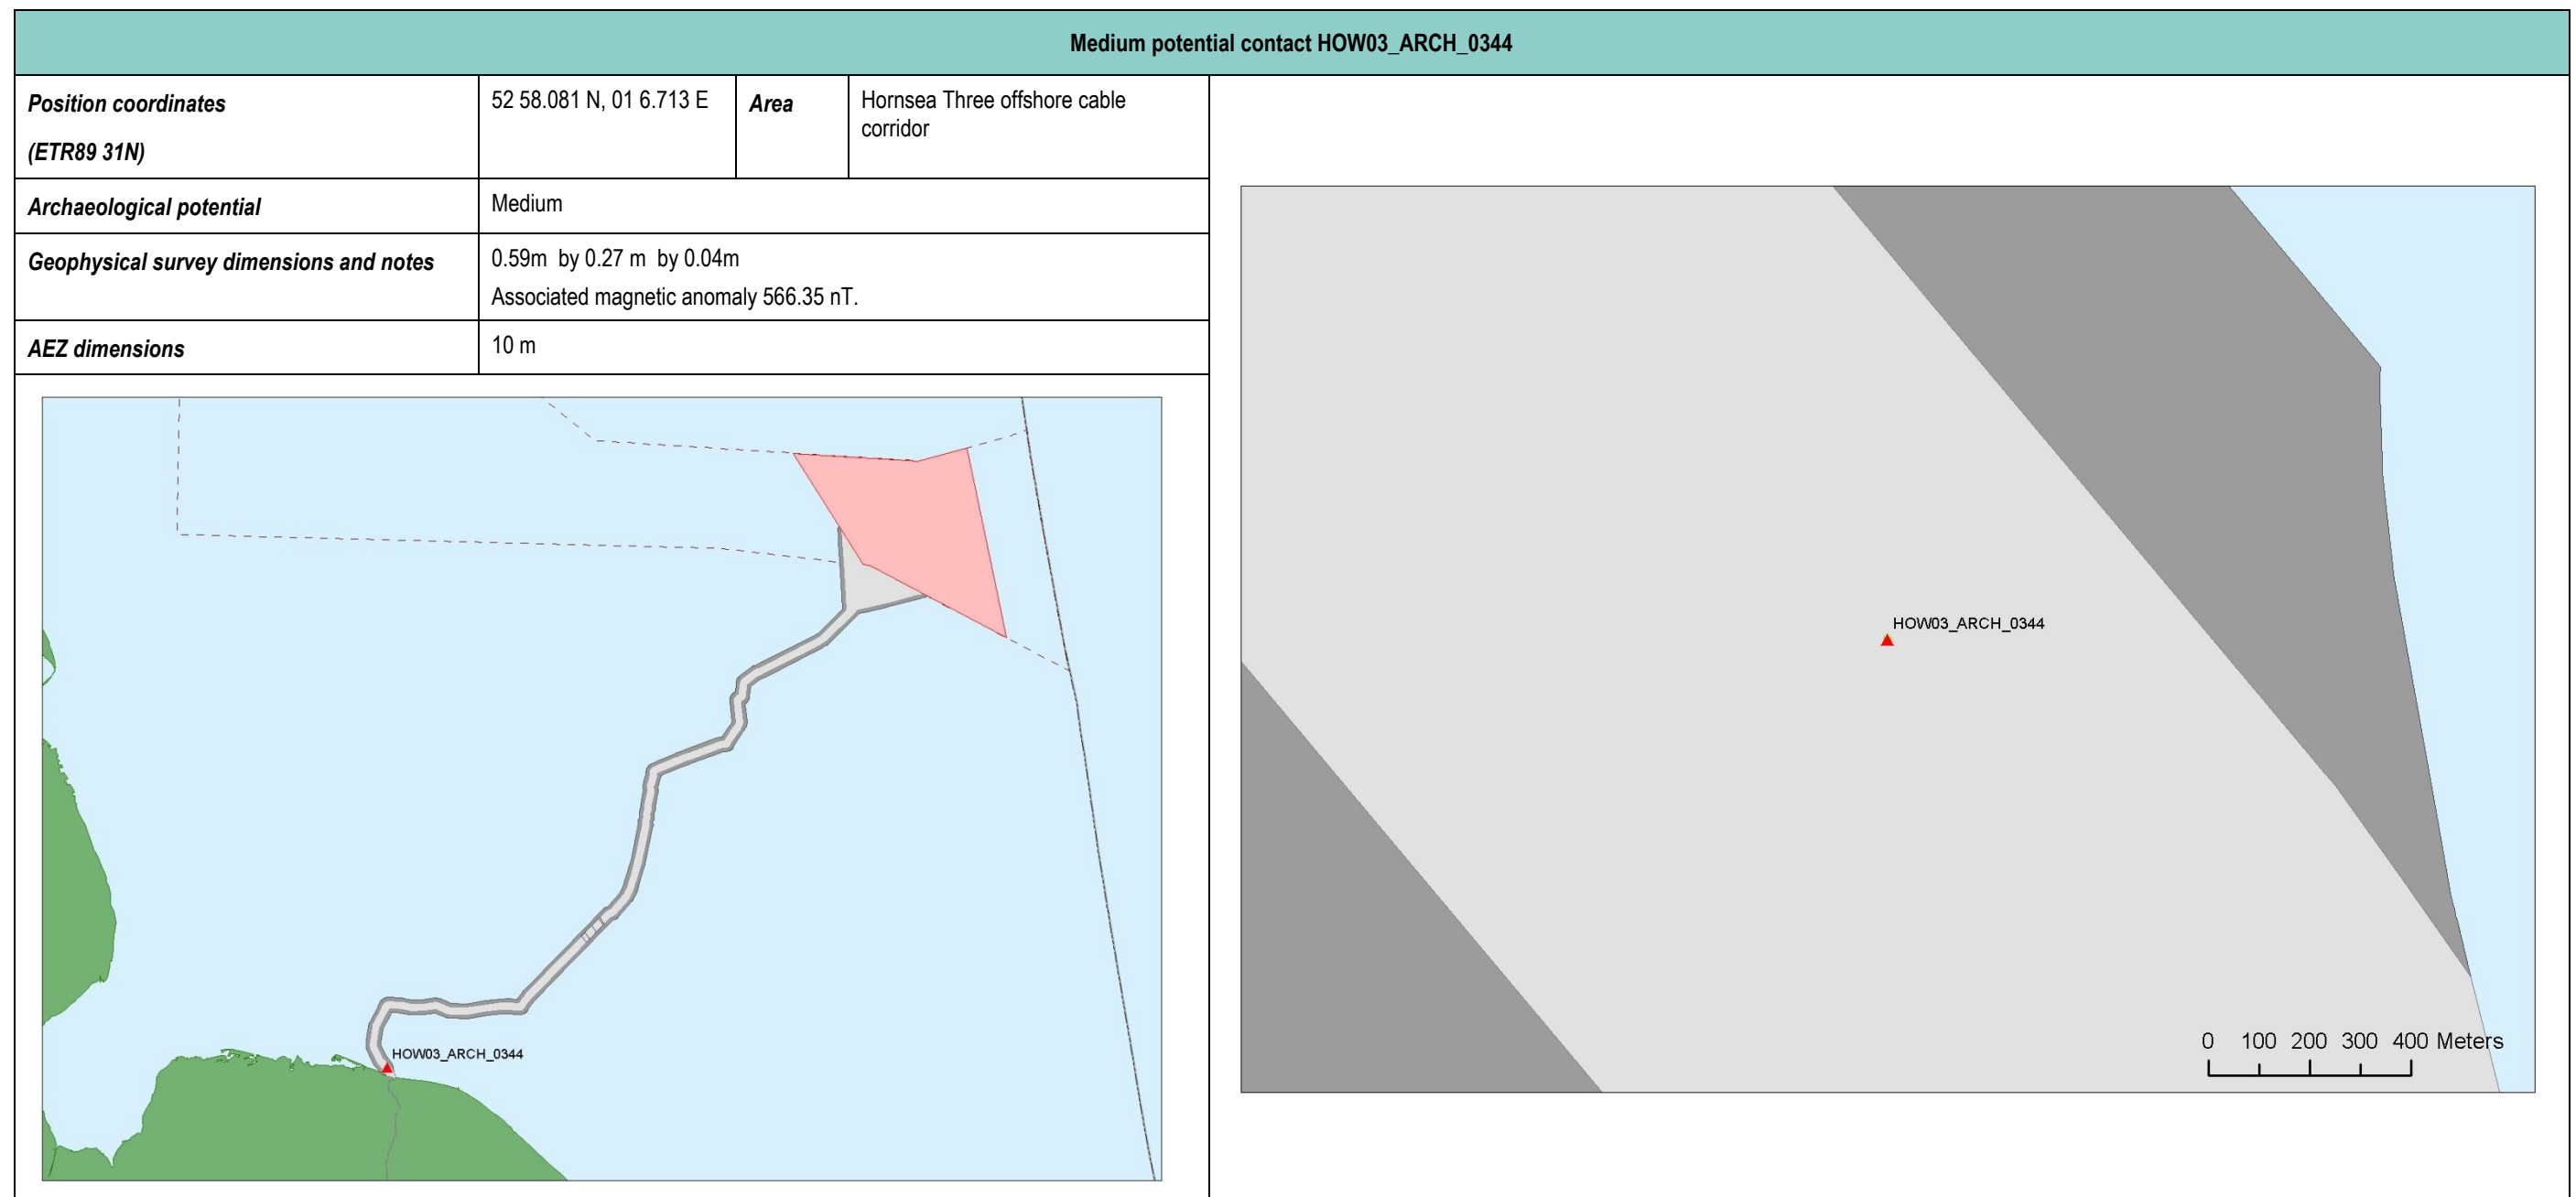 Medium potential contact HOW03_ARCH_0344
Position coordinates
(ETR89 31N)
52 58.081 N, 01 6.713 E
Area
Hornsea Three offshore cable
corridor
Archaeological potential
Medium
Geophysical survey dimensions and notes
0.59m by 0.27 m by 0.04m
Associated magnetic anomaly 566.35 nT.
AEZ dimensions
10 m
HOW03_ARCH_0344
HOW03_ARCH_0344
0 100 200 300 400 Meters